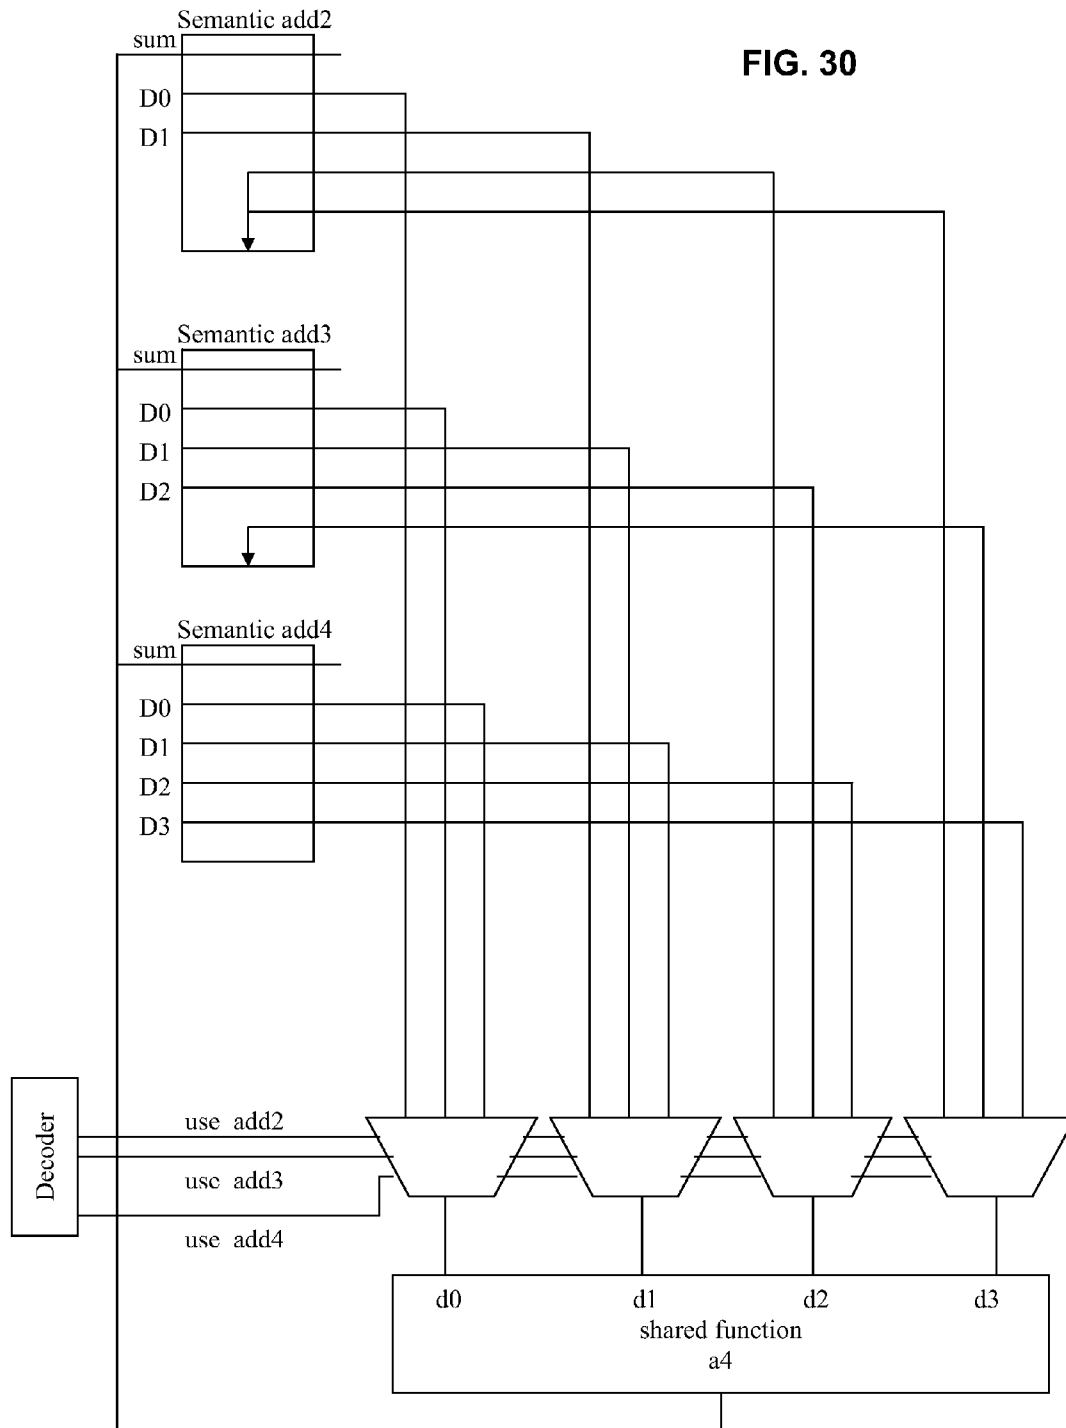 Semantic add2
sum
FIG. 30
D0
D1
Semantic add3
sum
D0
D1
D2
Semantic add4
sum
D0
D1
D2
D3
Decoder
use add2
use add3
use add4
d0 d1 d2 d3
shared function
a4